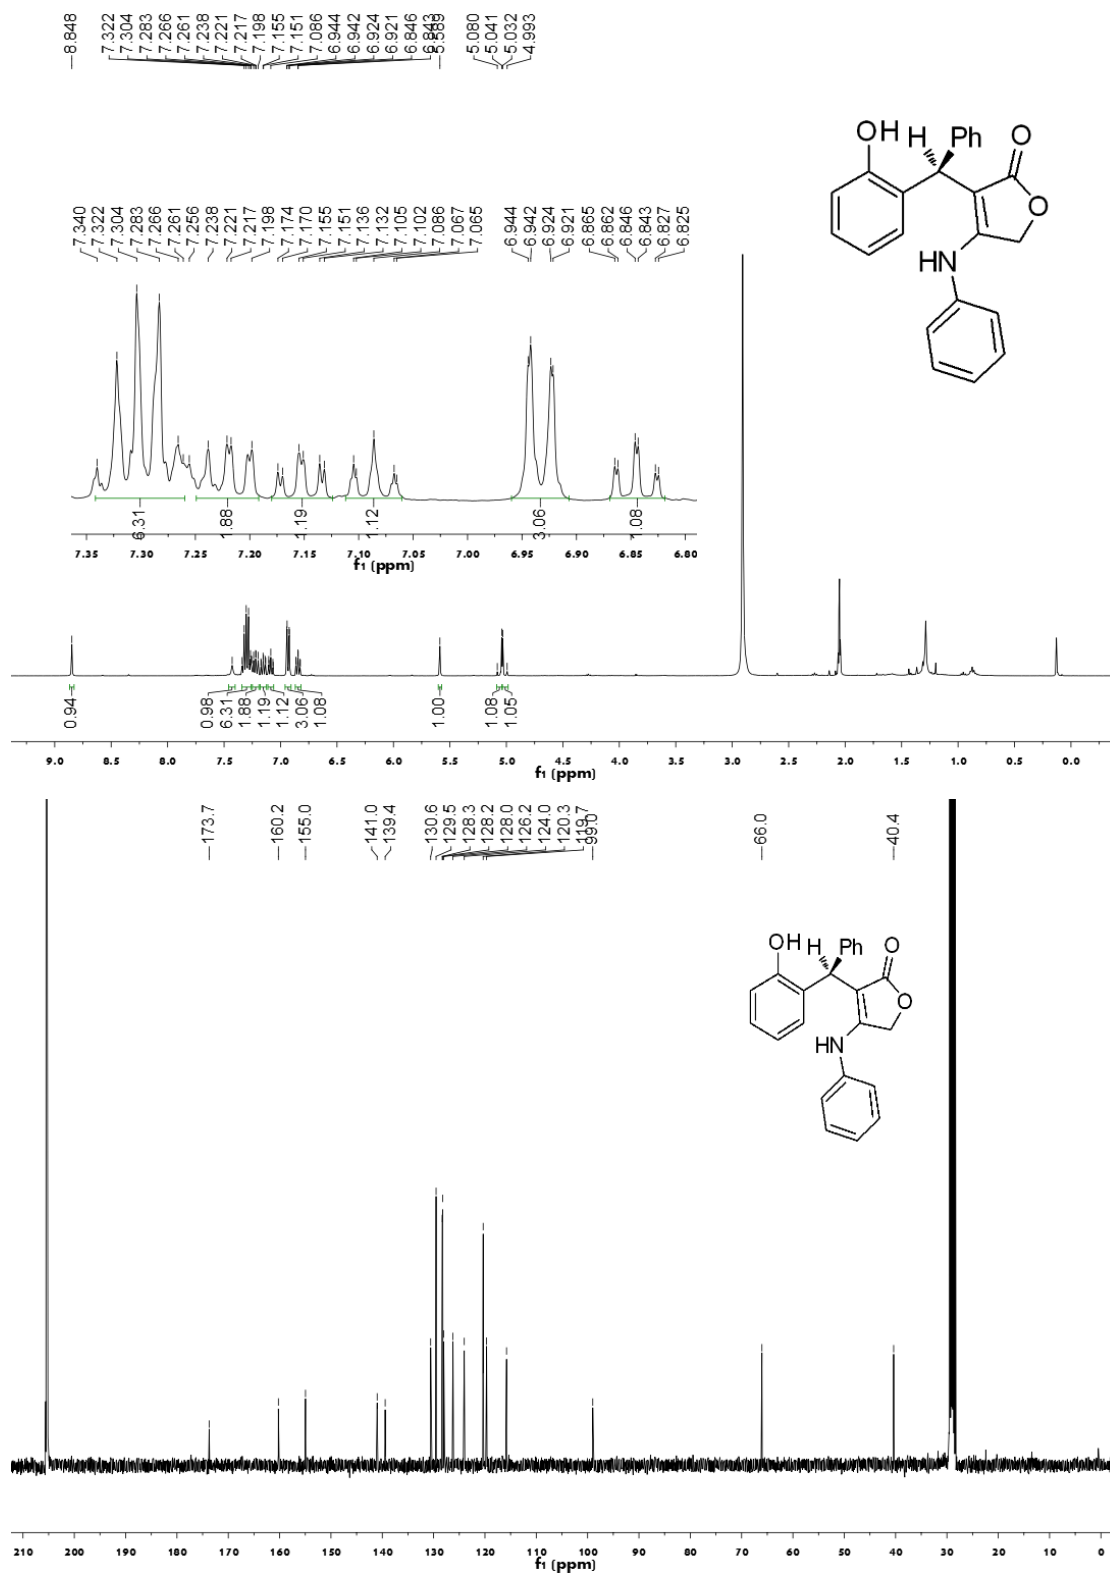 8.848 7.322 7.304 7.283 7.266 7.261 7.238 7.221 7.217 7.198 7.155 7.151 7.086 6.944 6.942 6.924 6.921 6.846 6.843 5.589 5.080 5.041 5.032 4.993
OH H Ph O
O
HN
7.340 7.322 7.304 7.283 7.266 7.261 7.256 7.238 7.221 7.217 7.198 7.174 7.170 7.155 7.151 7.136 7.132 7.105 7.102 7.086 7.067 7.065 6.944 6.942 6.924 6.921 6.865 6.862 6.846 6.843 6.827 6.825
6.31 1.88 1.19 1.12 3.06 1.08
7.35 7.30 7.25 7.20 7.15 7.10 7.05 7.00 6.95 6.90 6.85 6.80
f1 (ppm)
0.94 0.98 6.31 1.88 1.19 1.12 3.06 1.08 1.00 1.08 1.05
9.0 8.5 8.0 7.5 7.0 6.5 6.0 5.5 5.0 4.5 4.0 3.5 3.0 2.5 2.0 1.5 1.0 0.5 0.0
f1 (ppm)
173.7 160.2 155.0 141.0 139.4 130.6 129.5 128.3 128.2 128.0 126.2 124.0 120.3 119.7 99.0 66.0 40.4
OH H Ph O
O
HN
210 200 190 180 170 160 150 140 130 120 110 100 90 80 70 60 50 40 30 20 10 0
f1 (ppm)